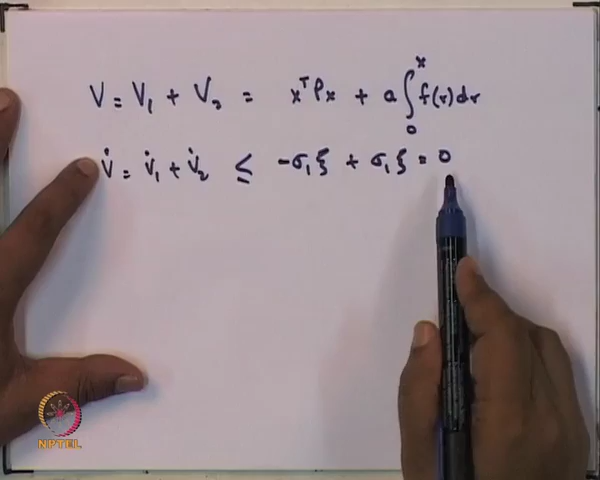 V = V₁ + V₂ = xᵀPx + a∫₀ˣ f(r)dr
V̇ = V̇₁ + V̇₂ ≤ -σ₁ξ + σ₁ξ = 0
NPTEL